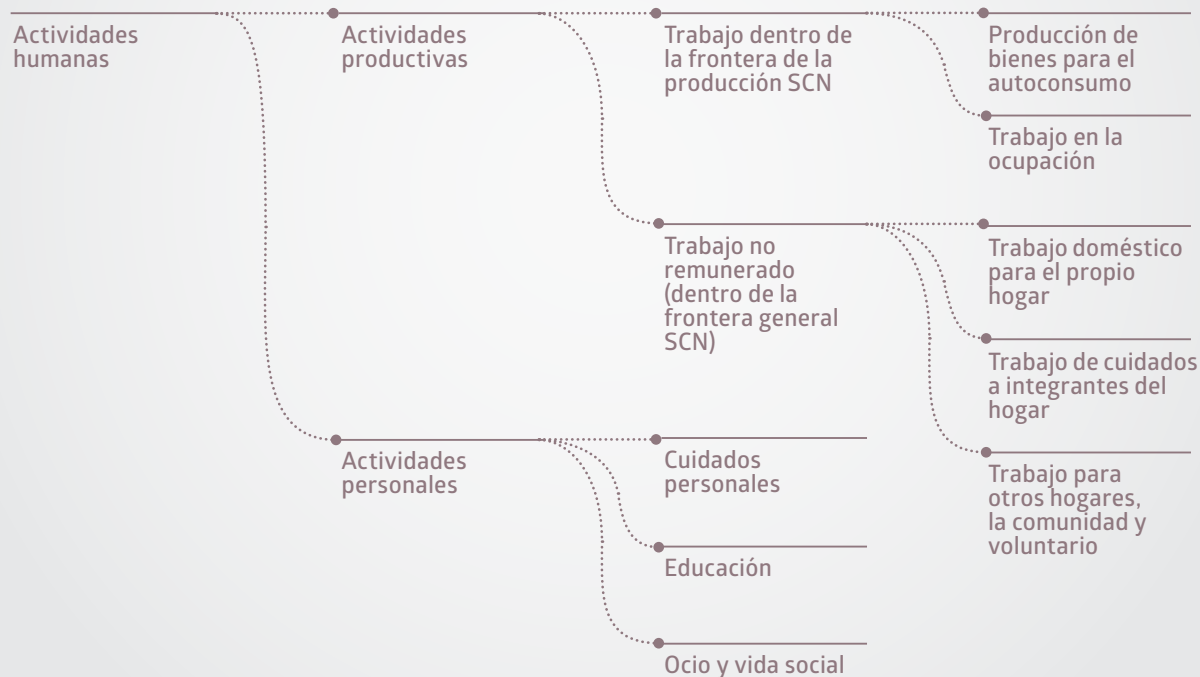 Actividades
humanas
Actividades
productivas
Trabajo dentro de
la frontera de la
producción SCN
Producción de
bienes para el
autoconsumo
Trabajo en la
ocupación
Trabajo no
remunerado
(dentro de la
frontera general
SCN)
Trabajo doméstico
para el propio
hogar
Trabajo de cuidados
a integrantes del
hogar
Trabajo para
otros hogares,
la comunidad y
voluntario
Actividades
personales
Cuidados
personales
Educación
Ocio y vida social